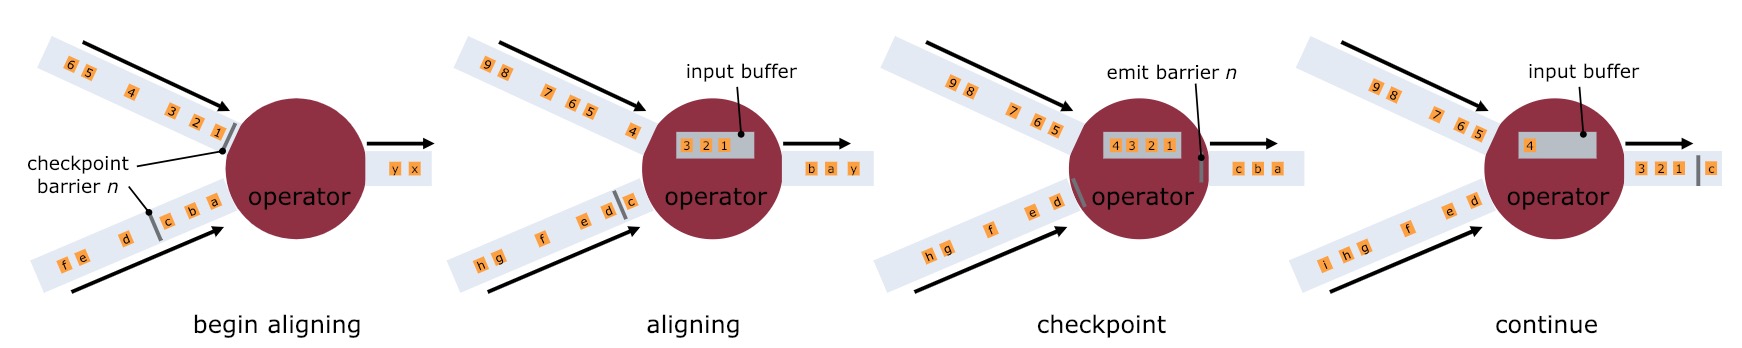 6 5 4 3 2 1
checkpoint
barrier n
f e d c b a
operator
y x
begin aligning
9 8 7 6 5 4
input buffer
3 2 1
h g f e d c
operator
b a y
aligning
9 8 7 6 5
emit barrier n
4 3 2 1
h g f e d
operator
c b a
checkpoint
9 8 7 6 5
input buffer
4
i h g f e d
operator
3 2 1 c
continue